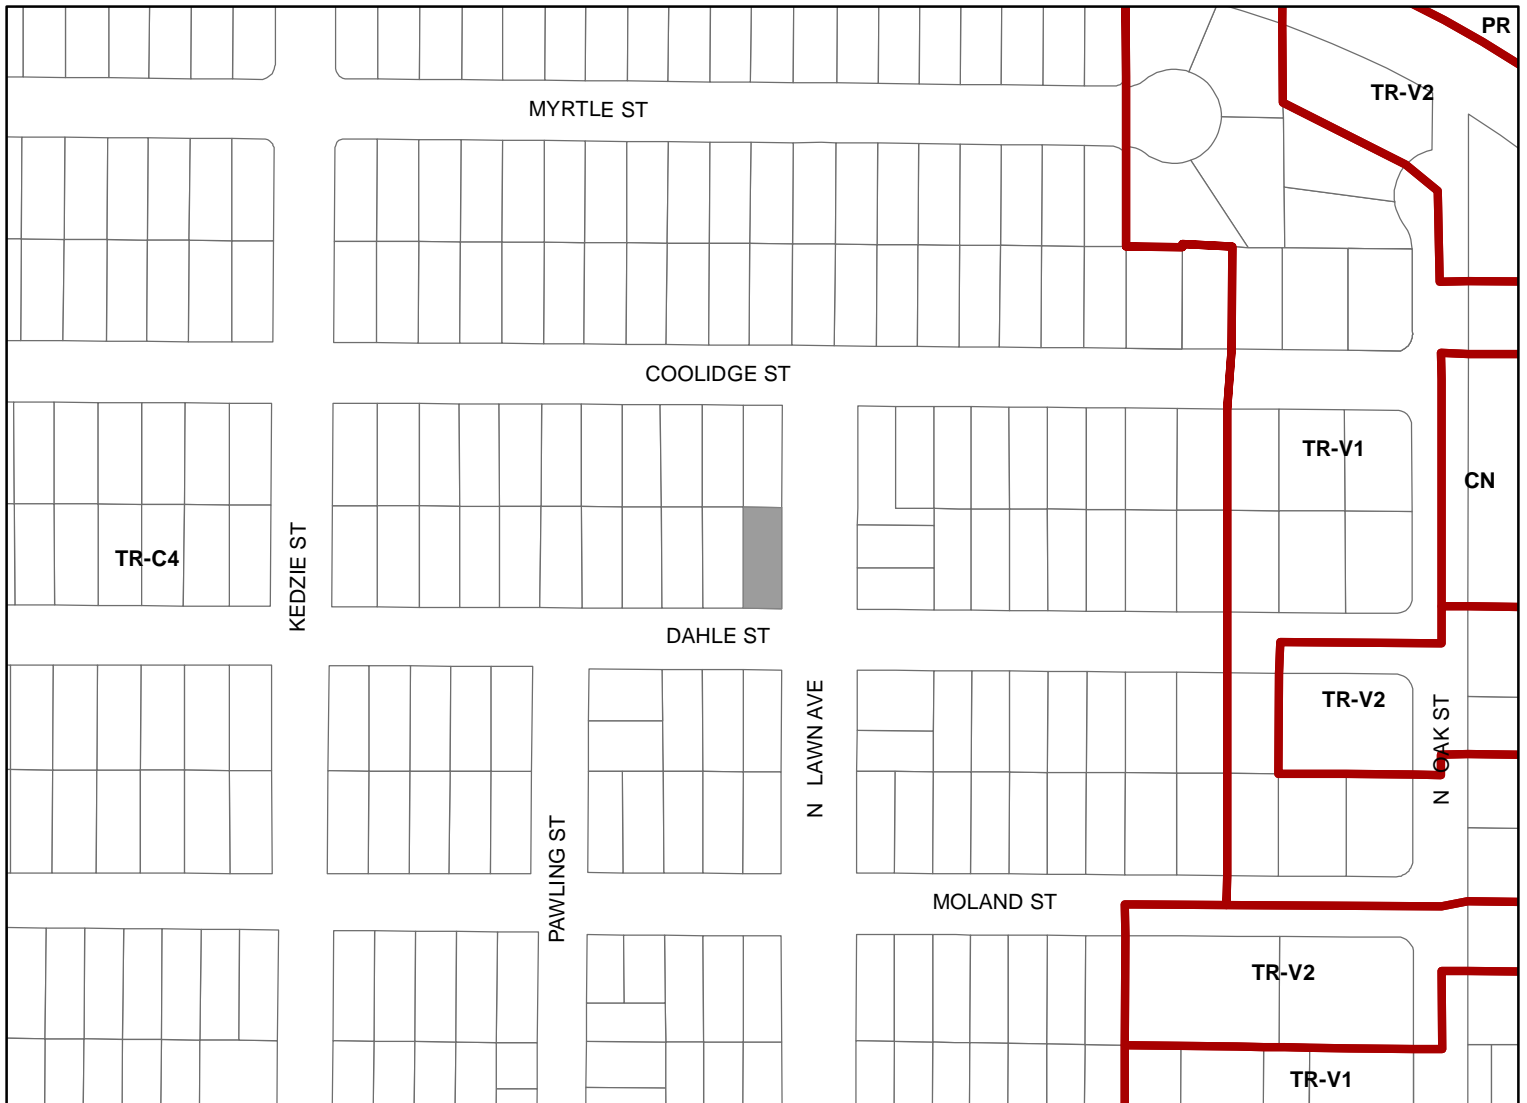 PR
TR-V2
MYRTLE ST
COOLIDGE ST
TR-V1
CN
TR-C4
KEDZIE ST
DAHLE ST
N LAWN AVE
TR-V2
N OAK ST
PAWLING ST
MOLAND ST
TR-V2
TR-V1